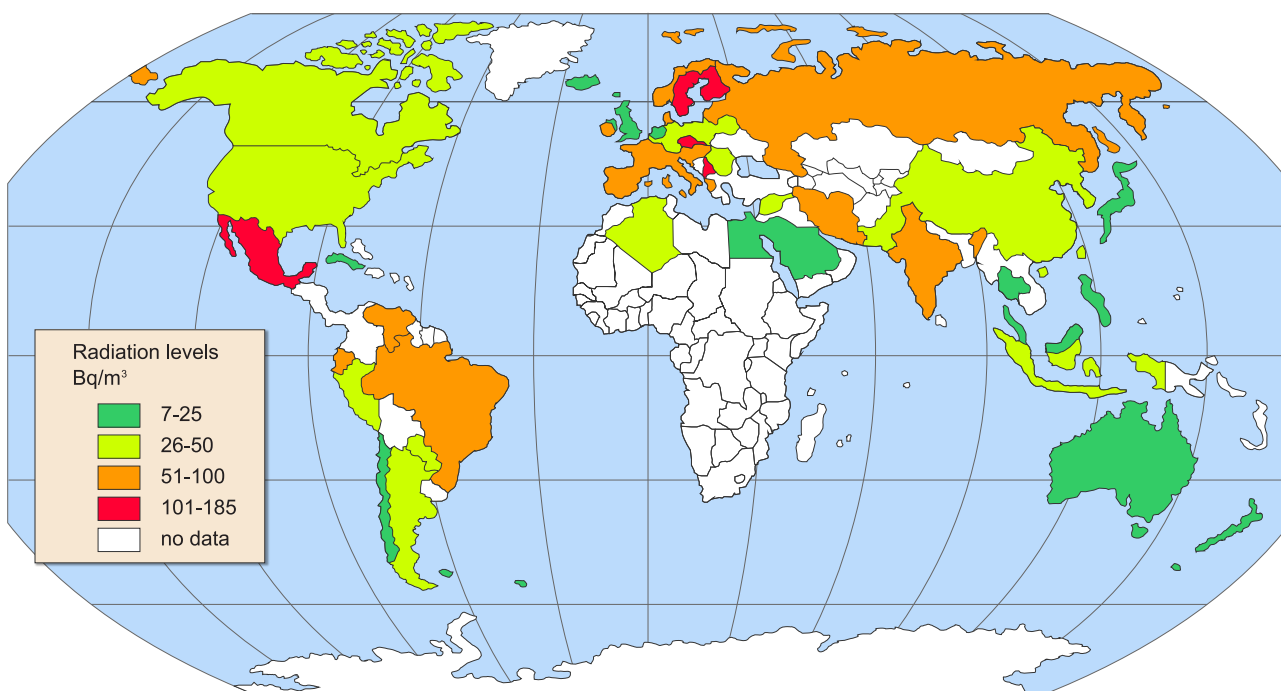 Radiation levels
Bq/m³
7-25
26-50
51-100
101-185
no data